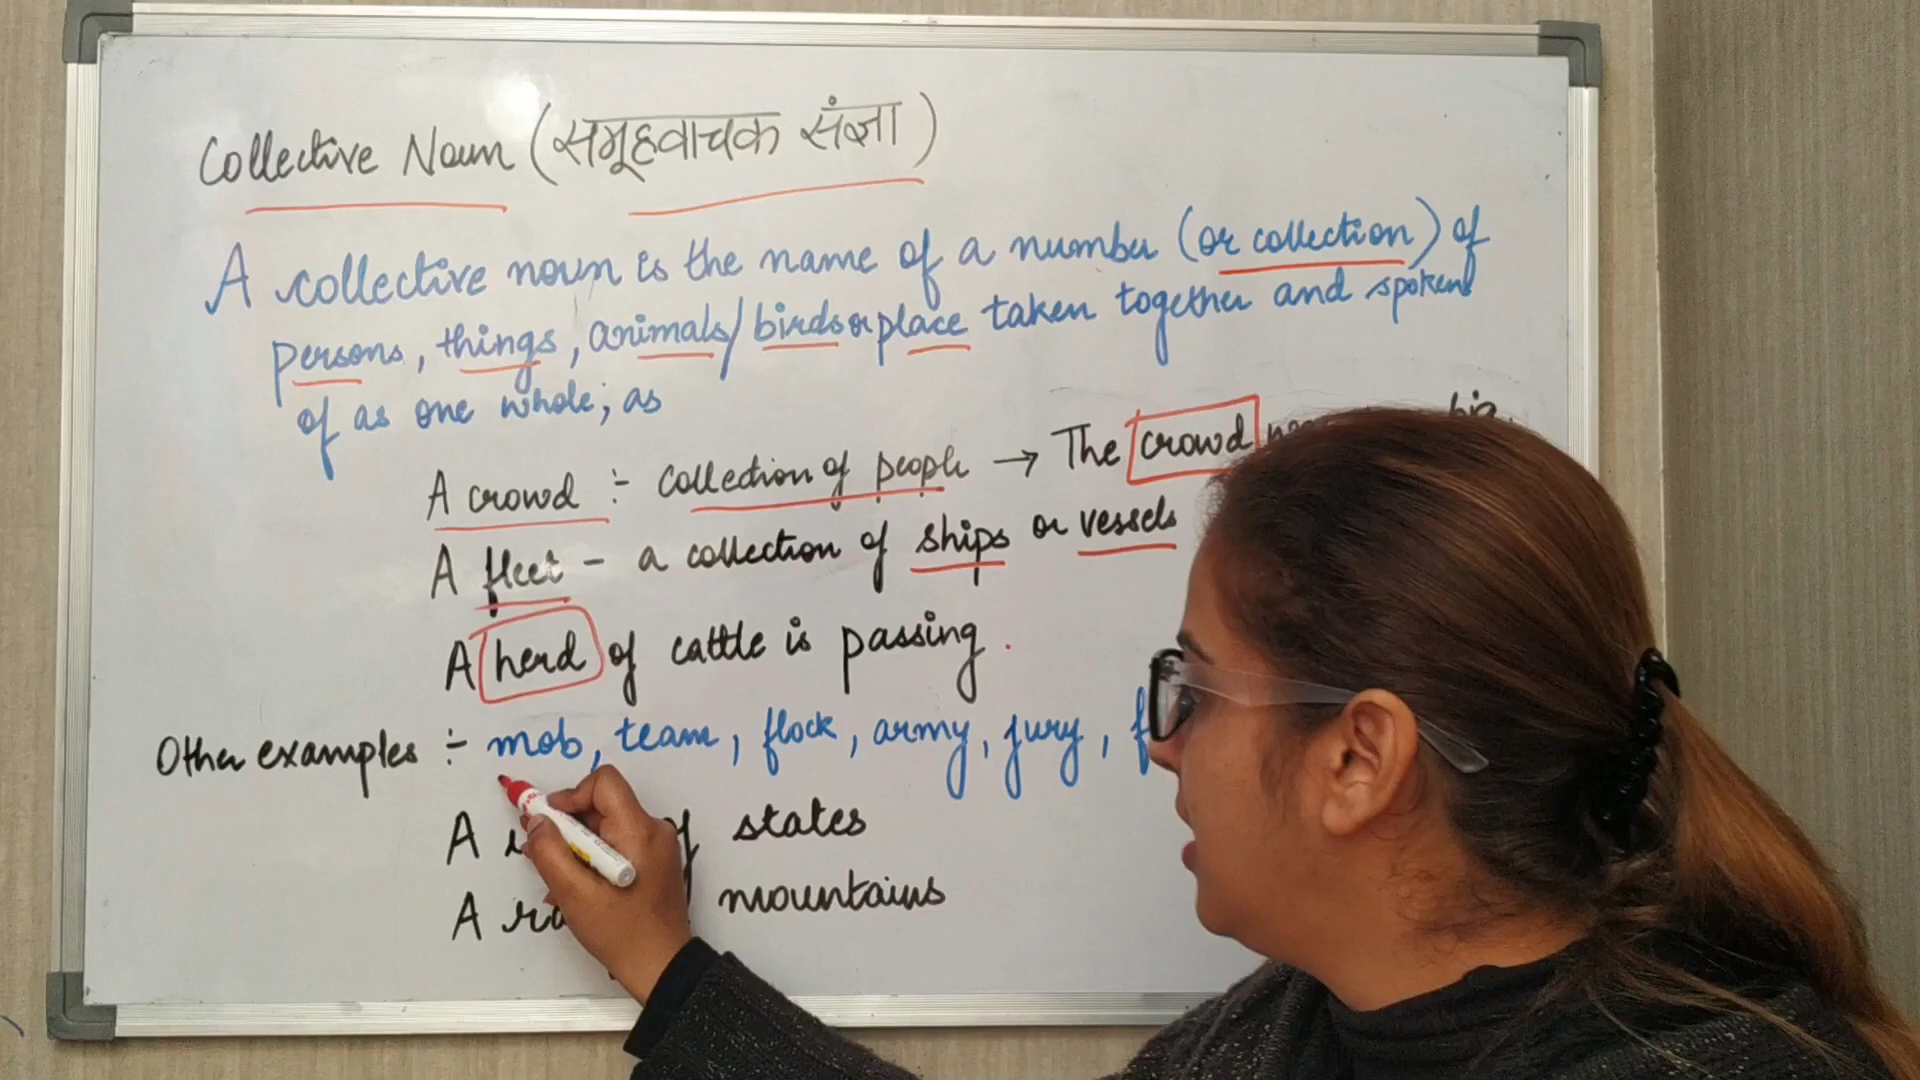 Collective Noun (समूहवाचक संज्ञा)
A collective noun is the name of a number (or collection) of
persons, things, animals/birds or place taken together and spoken
of as one whole; as
A crowd :- collection of people → The crowd
A fleet - a collection of ships or vessels
A herd of cattle is passing.
Other examples :- mob, team, flock, army, jury,
A of states
A mountains